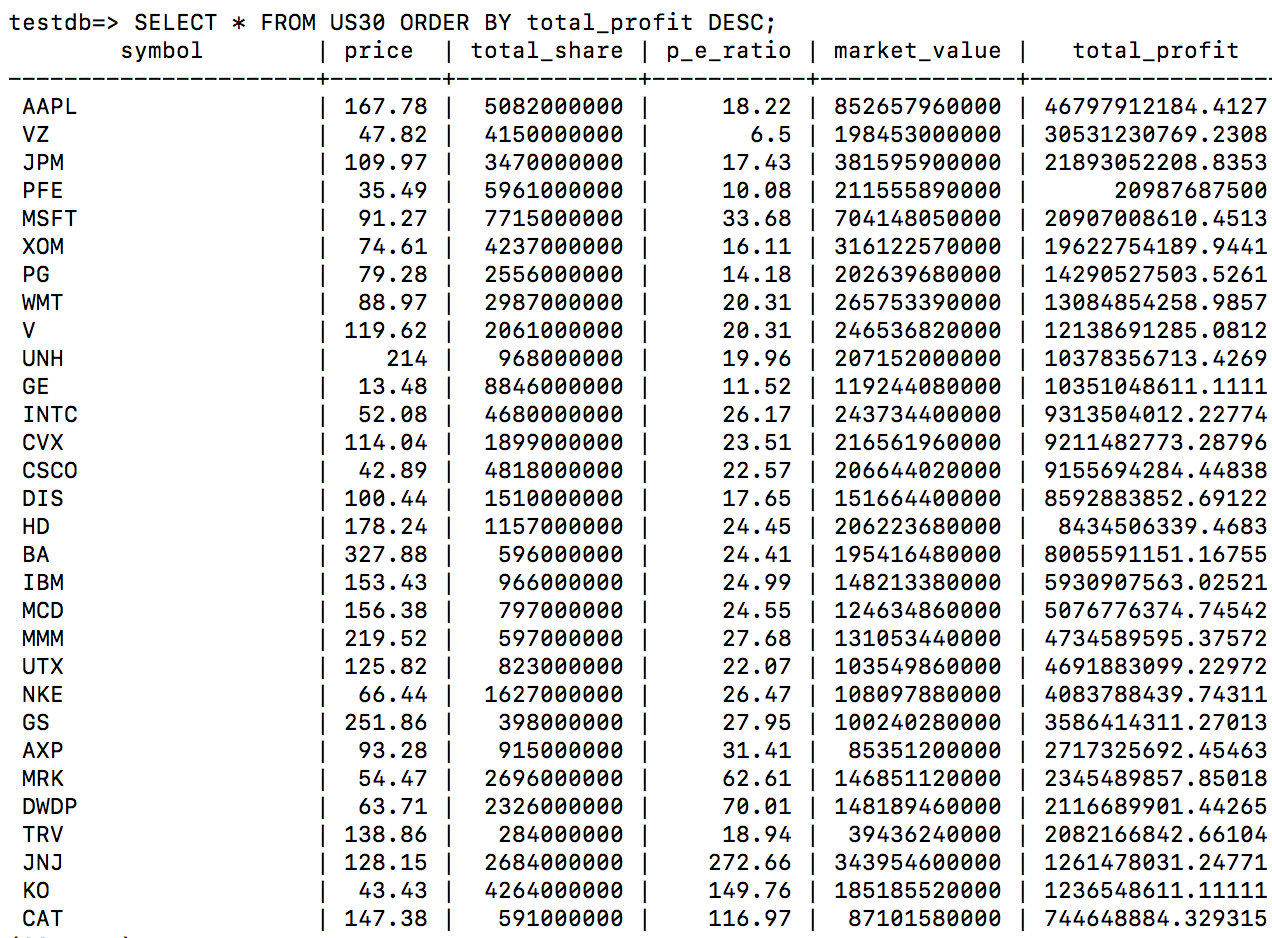 testdb=> SELECT * FROM US30 ORDER BY total_profit DESC;
symbol | price | total_share | p_e_ratio | market_value | total_profit
----------------------+--------+-------------+-----------+--------------+------------------
AAPL | 167.78 | 5082000000 | 18.22 | 852657960000 | 46797912184.4127
VZ | 47.82 | 4150000000 | 6.5 | 198453000000 | 30531230769.2308
JPM | 109.97 | 3470000000 | 17.43 | 381595900000 | 21893052208.8353
PFE | 35.49 | 5961000000 | 10.08 | 211555890000 | 20987687500
MSFT | 91.27 | 7715000000 | 33.68 | 704148050000 | 20907008610.4513
XOM | 74.61 | 4237000000 | 16.11 | 316122570000 | 19622754189.9441
PG | 79.28 | 2556000000 | 14.18 | 202639680000 | 14290527503.5261
WMT | 88.97 | 2987000000 | 20.31 | 265753390000 | 13084854258.9857
V | 119.62 | 2061000000 | 20.31 | 246536820000 | 12138691285.0812
UNH | 214 | 968000000 | 19.96 | 207152000000 | 10378356713.4269
GE | 13.48 | 8846000000 | 11.52 | 119244080000 | 10351048611.1111
INTC | 52.08 | 4680000000 | 26.17 | 243734400000 | 9313504012.22774
CVX | 114.04 | 1899000000 | 23.51 | 216561960000 | 9211482773.28796
CSCO | 42.89 | 4818000000 | 22.57 | 206644020000 | 9155694284.44838
DIS | 100.44 | 1510000000 | 17.65 | 151664400000 | 8592883852.69122
HD | 178.24 | 1157000000 | 24.45 | 206223680000 | 8434506339.4683
BA | 327.88 | 596000000 | 24.41 | 195416480000 | 8005591151.16755
IBM | 153.43 | 966000000 | 24.99 | 148213380000 | 5930907563.02521
MCD | 156.38 | 797000000 | 24.55 | 124634860000 | 5076776374.74542
MMM | 219.52 | 597000000 | 27.68 | 131053440000 | 4734589595.37572
UTX | 125.82 | 823000000 | 22.07 | 103549860000 | 4691883099.22972
NKE | 66.44 | 1627000000 | 26.47 | 108097880000 | 4083788439.74311
GS | 251.86 | 398000000 | 27.95 | 100240280000 | 3586414311.27013
AXP | 93.28 | 915000000 | 31.41 | 85351200000 | 2717325692.45463
MRK | 54.47 | 2696000000 | 62.61 | 146851120000 | 2345489857.85018
DWDP | 63.71 | 2326000000 | 70.01 | 148189460000 | 2116689901.44265
TRV | 138.86 | 284000000 | 18.94 | 39436240000 | 2082166842.66104
JNJ | 128.15 | 2684000000 | 272.66 | 343954600000 | 1261478031.24771
KO | 43.43 | 4264000000 | 149.76 | 185185520000 | 1236548611.11111
CAT | 147.38 | 591000000 | 116.97 | 87101580000 | 744648884.329315